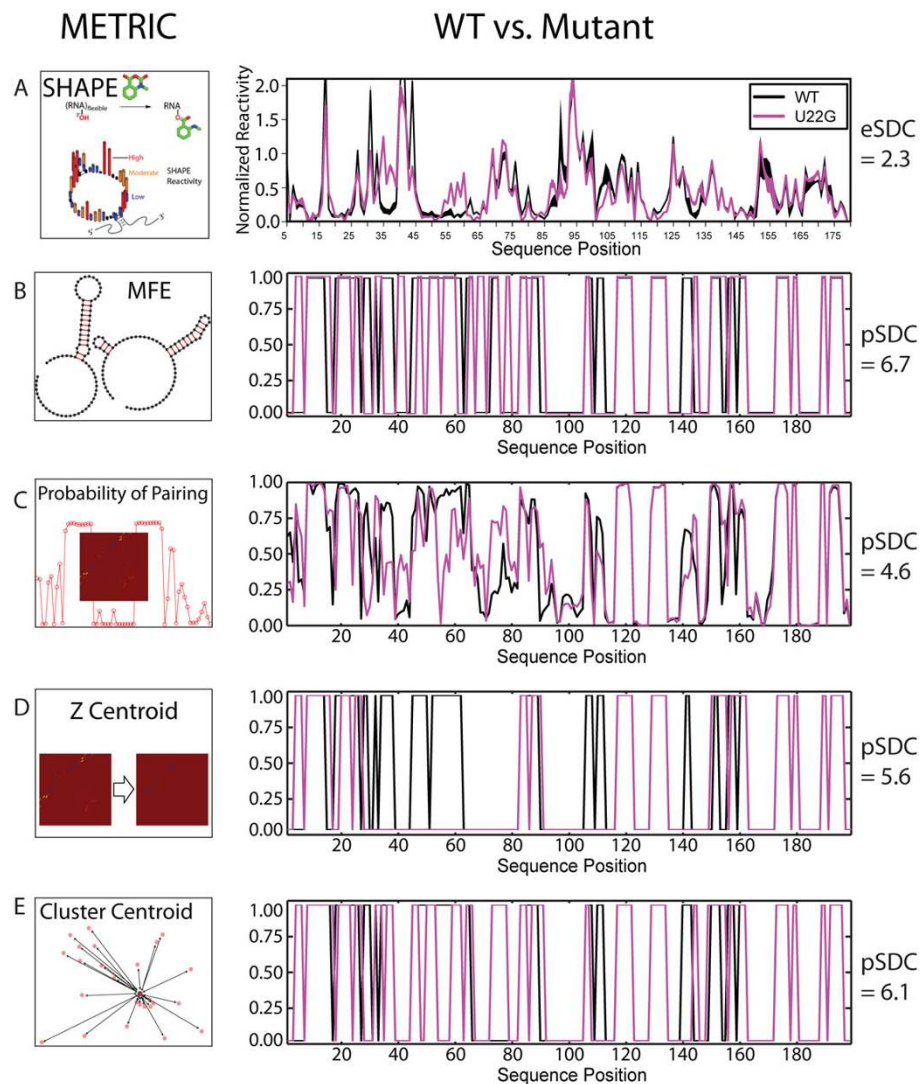 METRIC
WT vs. Mutant
A
SHAPE
(RNA)flexible
2'OH
RNA
High
Moderate
Low
SHAPE
Reactivity
5'
3'
Normalized Reactivity
2.0
1.5
1.0
0.5
0.0
WT
U22G
5 15 25 35 45 55 65 75 85 95 105 115 125 135 145 155 165 175
Sequence Position
eSDC
= 2.3
B
MFE
1.00
0.75
0.50
0.25
0.00
20 40 60 80 100 120 140 160 180
Sequence Position
pSDC
= 6.7
C
Probability of Pairing
1.00
0.75
0.50
0.25
0.00
20 40 60 80 100 120 140 160 180
Sequence Position
pSDC
= 4.6
D
Z Centroid
1.00
0.75
0.50
0.25
0.00
20 40 60 80 100 120 140 160 180
Sequence Position
pSDC
= 5.6
E
Cluster Centroid
1.00
0.75
0.50
0.25
0.00
20 40 60 80 100 120 140 160 180
Sequence Position
pSDC
= 6.1